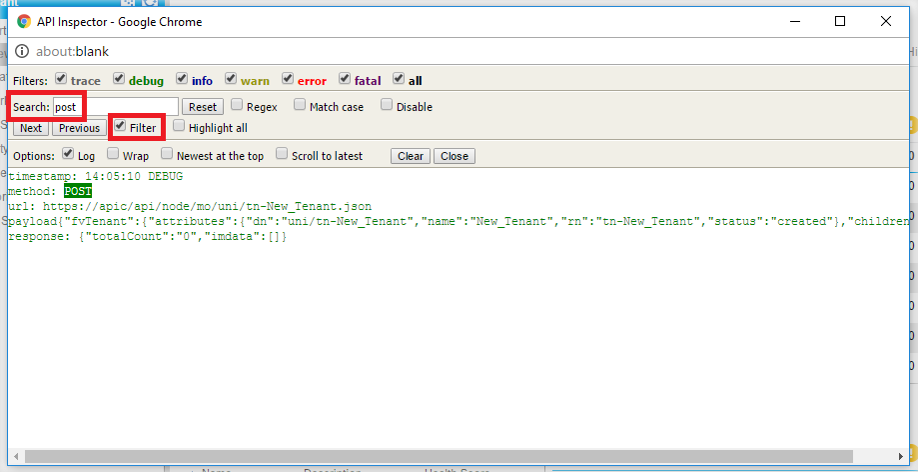 API Inspector - Google Chrome
about:blank
Filters: trace debug info warn error fatal all
Search: post Reset Regex Match case Disable
Next Previous Filter Highlight all
Options: Log Wrap Newest at the top Scroll to latest Clear Close
timestamp: 14:05:10 DEBUG
method: POST
url: https://apic/api/node/mo/uni/tn-New_Tenant.json
payload{"fvTenant":{"attributes":{"dn":"uni/tn-New_Tenant","name":"New_Tenant","rn":"tn-New_Tenant","status":"created"},"children
response: {"totalCount":"0","imdata":[]}
Name Description Health Score